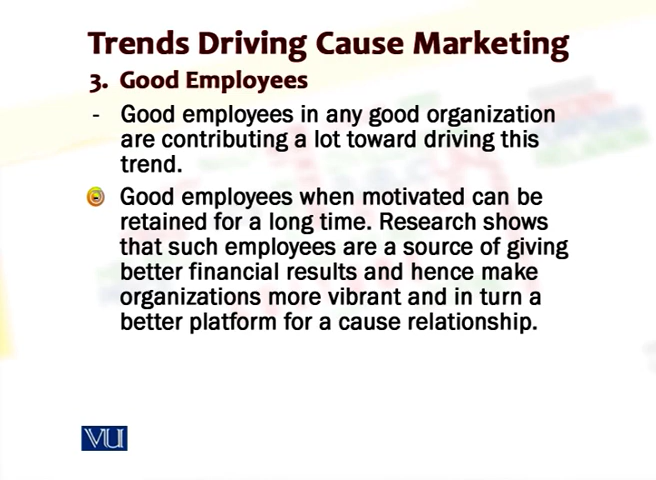 Trends Driving Cause Marketing
3. Good Employees
- Good employees in any good organization
are contributing a lot toward driving this
trend.
Good employees when motivated can be
retained for a long time. Research shows
that such employees are a source of giving
better financial results and hence make
organizations more vibrant and in turn a
better platform for a cause relationship.
VU